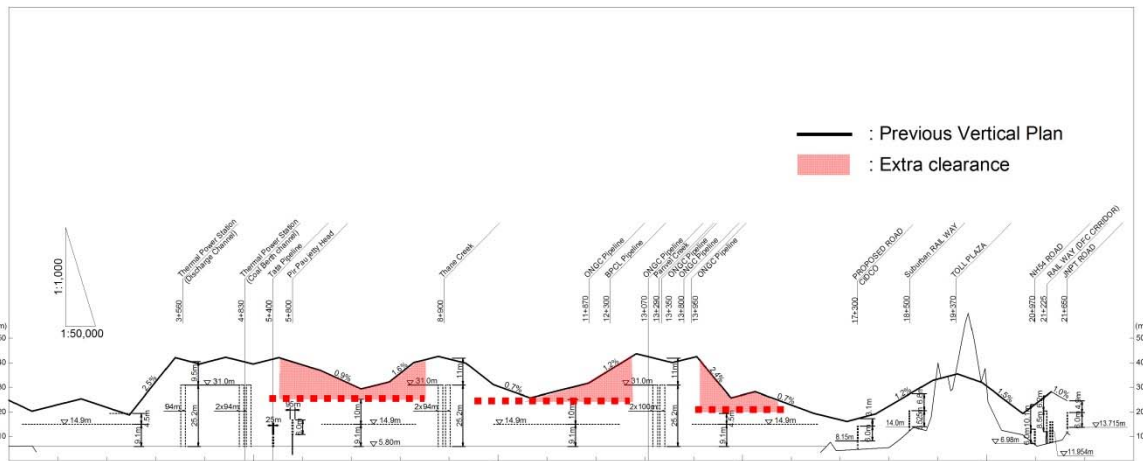 : Previous Vertical Plan
: Extra clearance
1:1,000
1:50,000
Thermal Power Station
(Discharge Channel)
3+560
Thermal Power Station
(Coal Berth channel)
4+830
Tata Pipeline
5+400
Pir Pau jetty Head
5+800
Thane Creek
8+900
ONGC Pipeline
11+870
BPCL Pipeline
12+300
ONGC Pipeline
13+070
Panvel Creek
13+290
ONGC Pipeline
13+350
ONGC Pipeline
13+800
ONGC Pipeline
13+950
PROPOSED ROAD
CIDCO
17+300
Suburban RAIL WAY
18+500
TOLL PLAZA
19+370
NH54 ROAD
20+970
RAIL WAY (DFC CRRIDOR)
21+225
JNPT ROAD
21+650
2.5%
9.5m
31.0m
0.9%
1.6%
31.0m
11m
0.7%
1.2%
31.0m
11m
2.4%
0.7%
1.2%
1.5%
1.0%
14.9m
9.1m
4.5m
94m
25.2m
2x94m
25m
14.9m
9.1m
10m
5.80m
2x94m
25.2m
14.9m
9.1m
10m
2x100m
25.2m
14.9m
9.1m
4.5m
8.15m
14.0m
6.98m
13.715m
11.954m